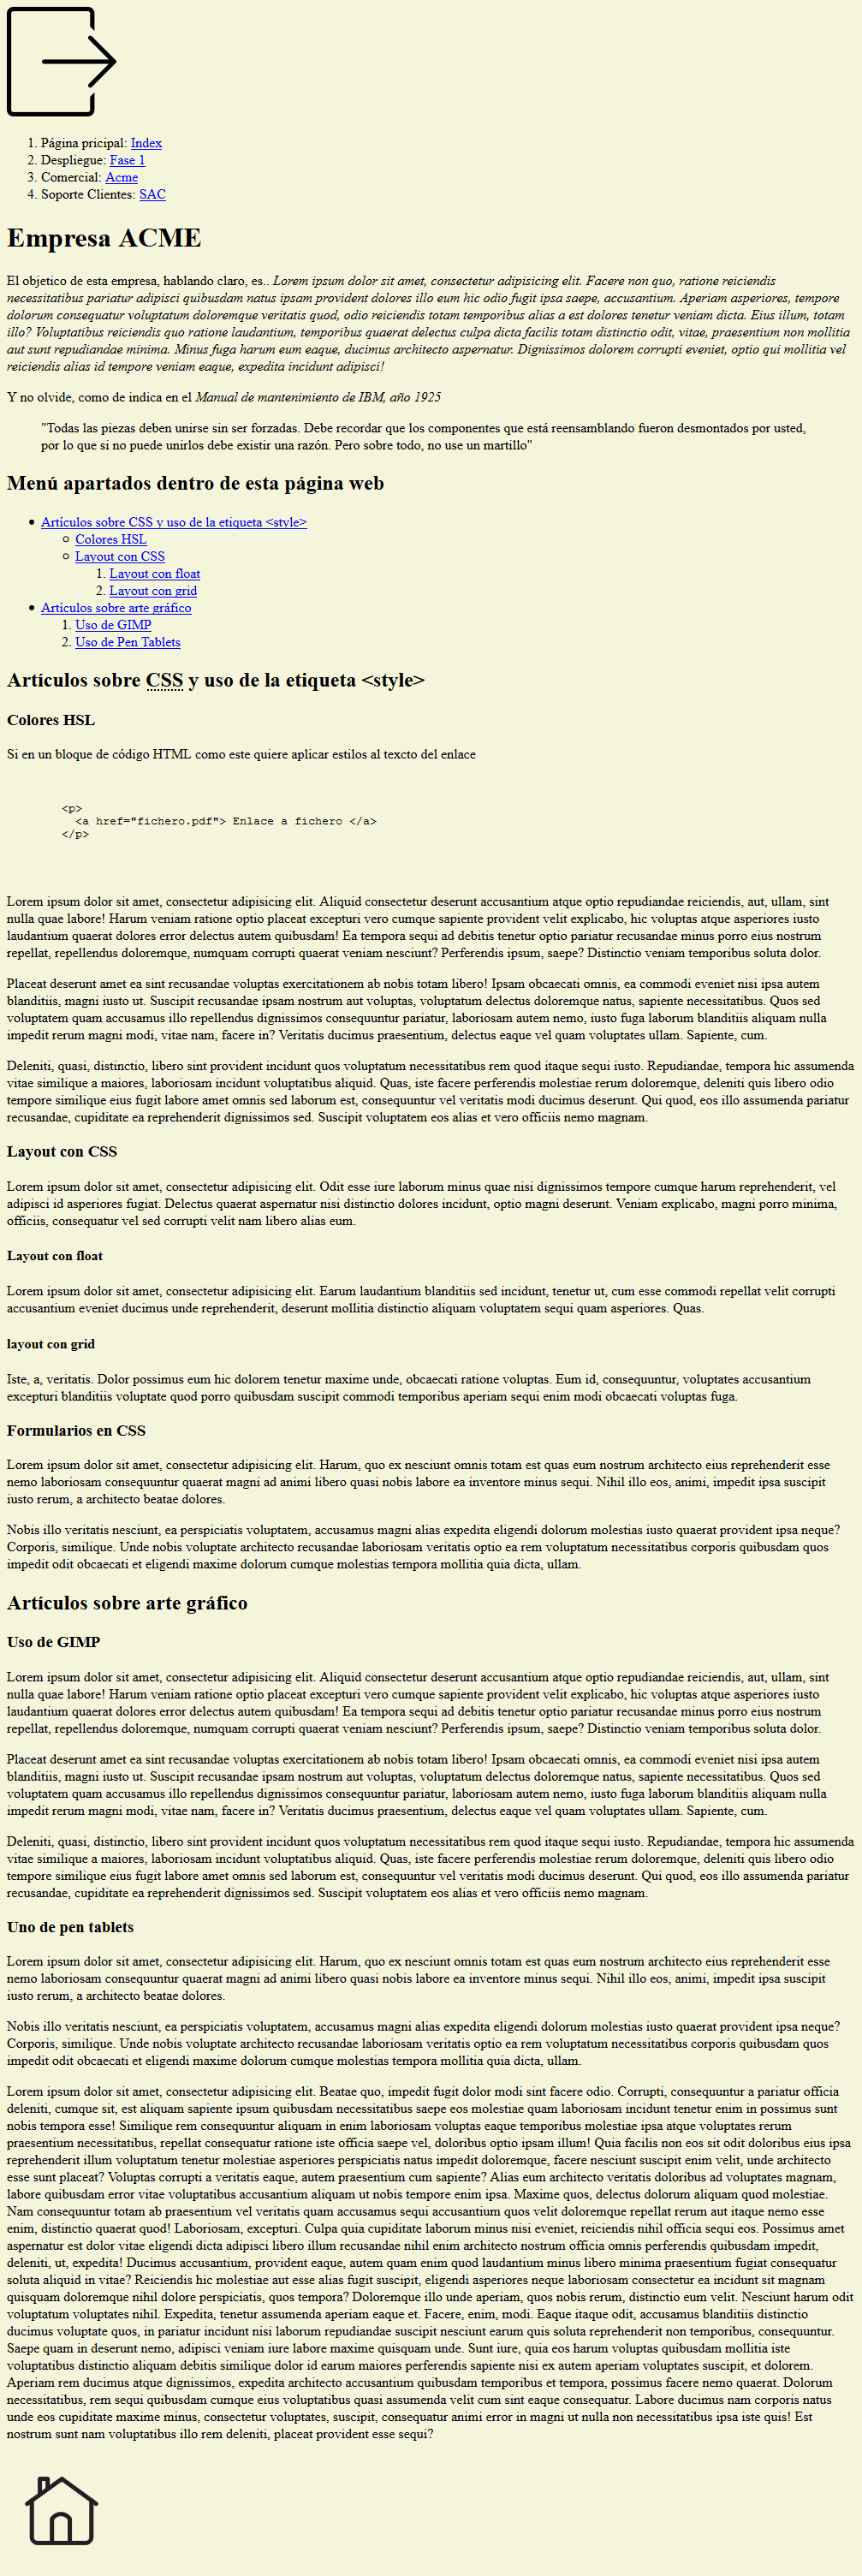 1. Página pricipal: Index
2. Despliegue: Fase 1
3. Comercial: Acme
4. Soporte Clientes: SAC
Empresa ACME
El objetico de esta empresa, hablando claro, es.. Lorem ipsum dolor sit amet, consectetur adipisicing elit. Facere non quo, ratione reiciendis
necessitatibus pariatur adipisci quibusdam natus ipsam provident dolores illo eum hic odio fugit ipsa saepe, accusantium. Aperiam asperiores, tempore
dolorum consequatur voluptatum doloremque veritatis quod, odio reiciendis totam temporibus alias a est dolores tenetur veniam dicta. Eius illum, totam
illo? Voluptatibus reiciendis quo ratione laudantium, temporibus quaerat delectus culpa dicta facilis totam distinctio odit, vitae, praesentium non mollitia
aut sunt repudiandae minima. Minus fuga harum eum eaque, ducimus architecto aspernatur. Dignissimos dolorem corrupti eveniet, optio qui mollitia vel
reiciendis alias id tempore veniam eaque, expedita incidunt adipisci!
Y no olvide, como de indica en el Manual de mantenimiento de IBM, año 1925
"Todas las piezas deben unirse sin ser forzadas. Debe recordar que los componentes que está reensamblando fueron desmontados por usted,
por lo que si no puede unirlos debe existir una razón. Pero sobre todo, no use un martillo"
Menú apartados dentro de esta página web
Artículos sobre CSS y uso de la etiqueta <style>
Colores HSL
Layout con CSS
1. Layout con float
2. Layout con grid
Artículos sobre arte gráfico
1. Uso de GIMP
2. Uso de Pen Tablets
Artículos sobre CSS y uso de la etiqueta <style>
Colores HSL
Si en un bloque de código HTML como este quiere aplicar estilos al texcto del enlace
<p>
<a href="fichero.pdf"> Enlace a fichero </a>
</p>
Lorem ipsum dolor sit amet, consectetur adipisicing elit. Aliquid consectetur deserunt accusantium atque optio repudiandae reiciendis, aut, ullam, sint
nulla quae labore! Harum veniam ratione optio placeat excepturi vero cumque sapiente provident velit explicabo, hic voluptas atque asperiores iusto
laudantium quaerat dolores error delectus autem quibusdam! Ea tempora sequi ad debitis tenetur optio pariatur recusandae minus porro eius nostrum
repellat, repellendus doloremque, numquam corrupti quaerat veniam nesciunt? Perferendis ipsum, saepe? Distinctio veniam temporibus soluta dolor.
Placeat deserunt amet ea sint recusandae voluptas exercitationem ab nobis totam libero! Ipsam obcaecati omnis, ea commodi eveniet nisi ipsa autem
blanditiis, magni iusto ut. Suscipit recusandae ipsam nostrum aut voluptas, voluptatum delectus doloremque natus, sapiente necessitatibus. Quos sed
voluptatem quam accusamus illo repellendus dignissimos consequuntur pariatur, laboriosam autem nemo, iusto fuga laborum blanditiis aliquam nulla
impedit rerum magni modi, vitae nam, facere in? Veritatis ducimus praesentium, delectus eaque vel quam voluptates ullam. Sapiente, cum.
Deleniti, quasi, distinctio, libero sint provident incidunt quos voluptatum necessitatibus rem quod itaque sequi iusto. Repudiandae, tempora hic assumenda
vitae similique a maiores, laboriosam incidunt voluptatibus aliquid. Quas, iste facere perferendis molestiae rerum doloremque, deleniti quis libero odio
tempore similique eius fugit labore amet omnis sed laborum est, consequuntur vel veritatis modi ducimus deserunt. Qui quod, eos illo assumenda pariatur
recusandae, cupiditate ea reprehenderit dignissimos sed. Suscipit voluptatem eos alias et vero officiis nemo magnam.
Layout con CSS
Lorem ipsum dolor sit amet, consectetur adipisicing elit. Odit esse iure laborum minus quae nisi dignissimos tempore cumque harum reprehenderit, vel
adipisci id asperiores fugiat. Delectus quaerat aspernatur nisi distinctio dolores incidunt, optio magni deserunt. Veniam explicabo, magni porro minima,
officiis, consequatur vel sed corrupti velit nam libero alias eum.
Layout con float
Lorem ipsum dolor sit amet, consectetur adipisicing elit. Earum laudantium blanditiis sed incidunt, tenetur ut, cum esse commodi repellat velit corrupti
accusantium eveniet ducimus unde reprehenderit, deserunt mollitia distinctio aliquam voluptatem sequi quam asperiores. Quas.
layout con grid
Iste, a, veritatis. Dolor possimus eum hic dolorem tenetur maxime unde, obcaecati ratione voluptas. Eum id, consequuntur, voluptates accusantium
excepturi blanditiis voluptate quod porro quibusdam suscipit commodi temporibus aperiam sequi enim modi obcaecati voluptas fuga.
Formularios en CSS
Lorem ipsum dolor sit amet, consectetur adipisicing elit. Harum, quo ex nesciunt omnis totam est quas eum nostrum architecto eius reprehenderit esse
nemo laboriosam consequuntur quaerat magni ad animi libero quasi nobis labore ea inventore minus sequi. Nihil illo eos, animi, impedit ipsa suscipit
iusto rerum, a architecto beatae dolores.
Nobis illo veritatis nesciunt, ea perspiciatis voluptatem, accusamus magni alias expedita eligendi dolorum molestias iusto quaerat provident ipsa neque?
Corporis, similique. Unde nobis voluptate architecto recusandae laboriosam veritatis optio ea rem voluptatum necessitatibus corporis quibusdam quos
impedit odit obcaecati et eligendi maxime dolorum cumque molestias tempora mollitia quia dicta, ullam.
Artículos sobre arte gráfico
Uso de GIMP
Lorem ipsum dolor sit amet, consectetur adipisicing elit. Aliquid consectetur deserunt accusantium atque optio repudiandae reiciendis, aut, ullam, sint
nulla quae labore! Harum veniam ratione optio placeat excepturi vero cumque sapiente provident velit explicabo, hic voluptas atque asperiores iusto
laudantium quaerat dolores error delectus autem quibusdam! Ea tempora sequi ad debitis tenetur optio pariatur recusandae minus porro eius nostrum
repellat, repellendus doloremque, numquam corrupti quaerat veniam nesciunt? Perferendis ipsum, saepe? Distinctio veniam temporibus soluta dolor.
Placeat deserunt amet ea sint recusandae voluptas exercitationem ab nobis totam libero! Ipsam obcaecati omnis, ea commodi eveniet nisi ipsa autem
blanditiis, magni iusto ut. Suscipit recusandae ipsam nostrum aut voluptas, voluptatum delectus doloremque natus, sapiente necessitatibus. Quos sed
voluptatem quam accusamus illo repellendus dignissimos consequuntur pariatur, laboriosam autem nemo, iusto fuga laborum blanditiis aliquam nulla
impedit rerum magni modi, vitae nam, facere in? Veritatis ducimus praesentium, delectus eaque vel quam voluptates ullam. Sapiente, cum.
Deleniti, quasi, distinctio, libero sint provident incidunt quos voluptatum necessitatibus rem quod itaque sequi iusto. Repudiandae, tempora hic assumenda
vitae similique a maiores, laboriosam incidunt voluptatibus aliquid. Quas, iste facere perferendis molestiae rerum doloremque, deleniti quis libero odio
tempore similique eius fugit labore amet omnis sed laborum est, consequuntur vel veritatis modi ducimus deserunt. Qui quod, eos illo assumenda pariatur
recusandae, cupiditate ea reprehenderit dignissimos sed. Suscipit voluptatem eos alias et vero officiis nemo magnam.
Uno de pen tablets
Lorem ipsum dolor sit amet, consectetur adipisicing elit. Harum, quo ex nesciunt omnis totam est quas eum nostrum architecto eius reprehenderit esse
nemo laboriosam consequuntur quaerat magni ad animi libero quasi nobis labore ea inventore minus sequi. Nihil illo eos, animi, impedit ipsa suscipit
iusto rerum, a architecto beatae dolores.
Nobis illo veritatis nesciunt, ea perspiciatis voluptatem, accusamus magni alias expedita eligendi dolorum molestias iusto quaerat provident ipsa neque?
Corporis, similique. Unde nobis voluptate architecto recusandae laboriosam veritatis optio ea rem voluptatum necessitatibus corporis quibusdam quos
impedit odit obcaecati et eligendi maxime dolorum cumque molestias tempora mollitia quia dicta, ullam.
Lorem ipsum dolor sit amet, consectetur adipisicing elit. Beatae quo, impedit fugit dolor modi sint facere odio. Corrupti, consequuntur a pariatur officia
deleniti, cumque sit, est aliquam sapiente ipsum quibusdam necessitatibus saepe eos molestiae quam laboriosam incidunt tenetur enim in possimus sunt
nobis tempora esse! Similique rem consequuntur aliquam in enim laboriosam voluptas eaque temporibus molestiae ipsa atque voluptates rerum
praesentium necessitatibus, repellat consequatur ratione iste officia saepe vel, doloribus optio ipsam illum! Quia facilis non eos sit odit doloribus eius ipsa
reprehenderit illum voluptatum tenetur molestiae asperiores perspiciatis natus impedit doloremque, facere nesciunt suscipit enim velit, unde architecto
esse sunt placeat? Voluptas corrupti a veritatis eaque, autem praesentium cum sapiente? Alias eum architecto veritatis doloribus ad voluptates magnam,
labore quibusdam error vitae voluptatibus accusantium aliquam ut nobis tempore enim ipsa. Maxime quos, delectus dolorum aliquam quod molestiae.
Nam consequuntur totam ab praesentium vel veritatis quam accusamus sequi accusantium quos velit doloremque repellat rerum aut itaque nemo esse
enim, distinctio quaerat quod! Laboriosam, excepturi. Culpa quia cupiditate laborum minus nisi eveniet, reiciendis nihil officia sequi eos. Possimus amet
aspernatur est dolor vitae eligendi dicta adipisci libero illum recusandae nihil enim architecto nostrum officia omnis perferendis quibusdam impedit,
deleniti, ut, expedita! Ducimus accusantium, provident eaque, autem quam enim quod laudantium minus libero minima praesentium fugiat consequatur
soluta aliquid in vitae? Reiciendis hic molestiae aut esse alias fugit suscipit, eligendi asperiores neque laboriosam consectetur ea incidunt sit magnam
quisquam doloremque nihil dolore perspiciatis, quos tempora? Doloremque illo unde aperiam, quos nobis rerum, distinctio eum velit. Nesciunt harum odit
voluptatum voluptates nihil. Expedita, tenetur assumenda aperiam eaque et. Facere, enim, modi. Eaque itaque odit, accusamus blanditiis distinctio
ducimus voluptate quos, in pariatur incidunt nisi laborum repudiandae suscipit nesciunt earum quis soluta reprehenderit non temporibus, consequuntur.
Saepe quam in deserunt nemo, adipisci veniam iure labore maxime quisquam unde. Sunt iure, quia eos harum voluptas quibusdam mollitia iste
voluptatibus distinctio aliquam debitis similique dolor id earum maiores perferendis sapiente nisi ex autem aperiam voluptates suscipit, et dolorem.
Aperiam rem ducimus atque dignissimos, expedita architecto accusantium quibusdam temporibus et tempora, possimus facere nemo quaerat. Dolorum
necessitatibus, rem sequi quibusdam cumque eius voluptatibus quasi assumenda velit cum sint eaque consequatur. Labore ducimus nam corporis natus
unde eos cupiditate maxime minus, consectetur voluptates, suscipit, consequatur animi error in magni ut nulla non necessitatibus ipsa iste quis! Est
nostrum sunt nam voluptatibus illo rem deleniti, placeat provident esse sequi?